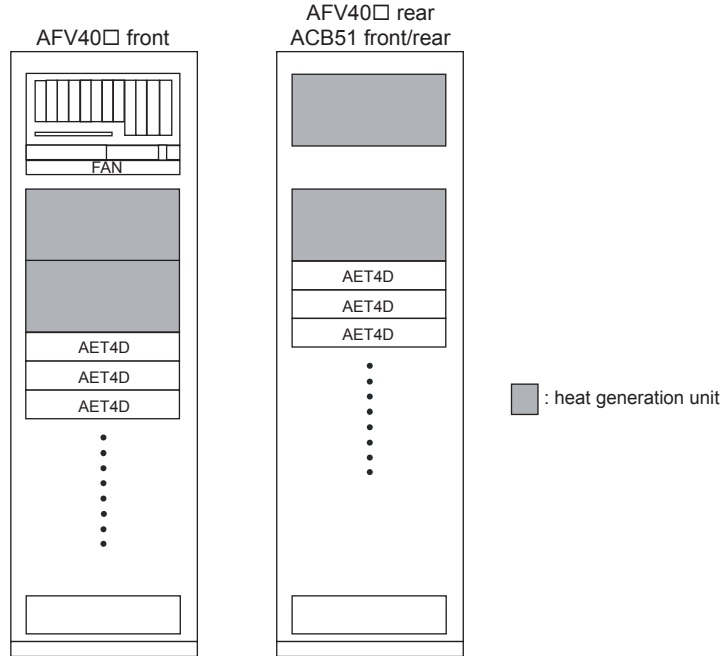 AFV40□ front
FAN
AET4D
AET4D
AET4D
AFV40□ rear
ACB51 front/rear
AET4D
AET4D
AET4D
: heat generation unit